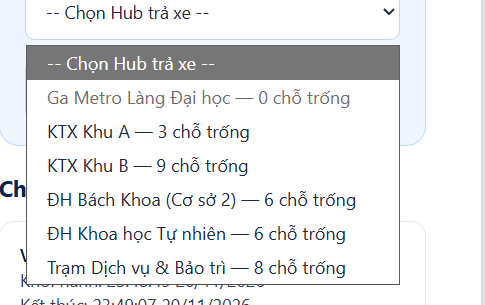 -- Chọn Hub trả xe --
-- Chọn Hub trả xe --
Ga Metro Làng Đại học — 0 chỗ trống
KTX Khu A — 3 chỗ trống
KTX Khu B — 9 chỗ trống
ĐH Bách Khoa (Cơ sở 2) — 6 chỗ trống
Ch
ĐH Khoa học Tự nhiên — 6 chỗ trống
Trạm Dịch vụ & Bảo trì — 8 chỗ trống
Kết thúc: 23:49:07 20/11/2026